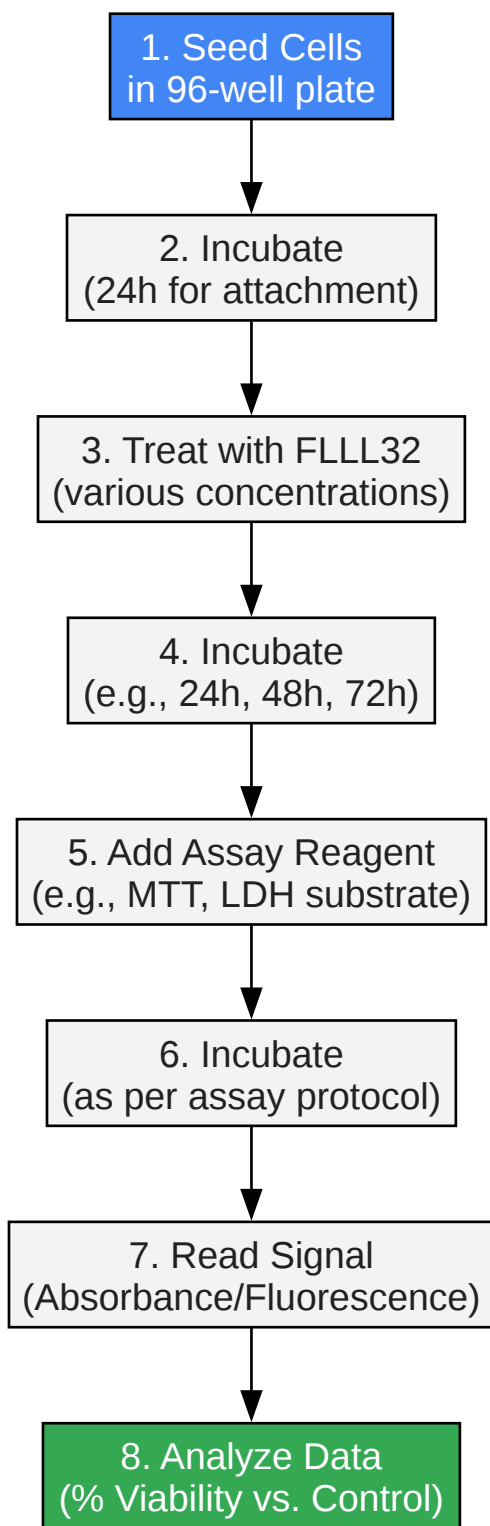 1. Seed Cells
in 96-well plate
2. Incubate
(24h for attachment)
3. Treat with FLLL32
(various concentrations)
4. Incubate
(e.g., 24h, 48h, 72h)
5. Add Assay Reagent
(e.g., MTT, LDH substrate)
6. Incubate
(as per assay protocol)
7. Read Signal
(Absorbance/Fluorescence)
8. Analyze Data
(% Viability vs. Control)